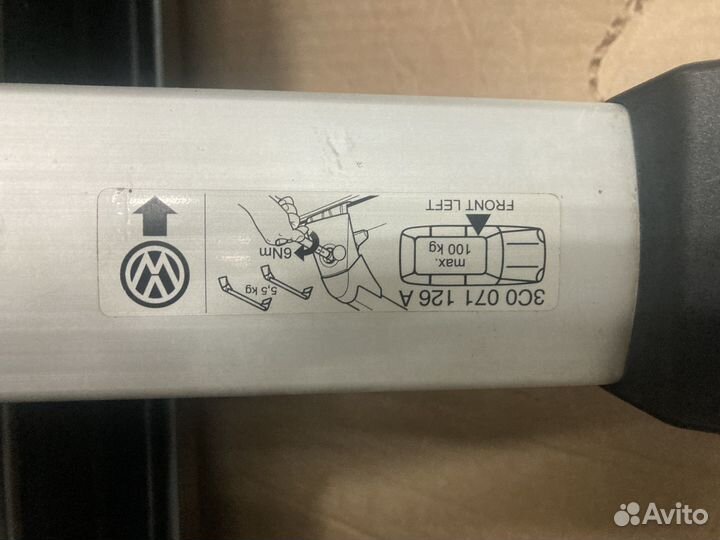 3C0 071 126 A
max.
100 kg
FRONT LEFT
5,5 kg
6Nm
Avito